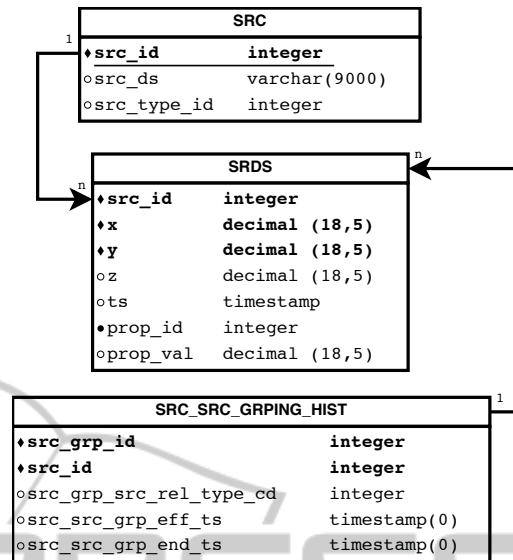 SRC
1
♦src_id integer
○src_ds varchar(9000)
○src_type_id integer
n
SRDS
n
♦src_id integer
♦x decimal (18,5)
♦y decimal (18,5)
○z decimal (18,5)
○ts timestamp
●prop_id integer
○prop_val decimal (18,5)
SRC_SRC_GRPING_HIST
1
♦src_grp_id integer
♦src_id integer
○src_grp_src_rel_type_cd integer
○src_src_grp_eff_ts timestamp(0)
○src_src_grp_end_ts timestamp(0)